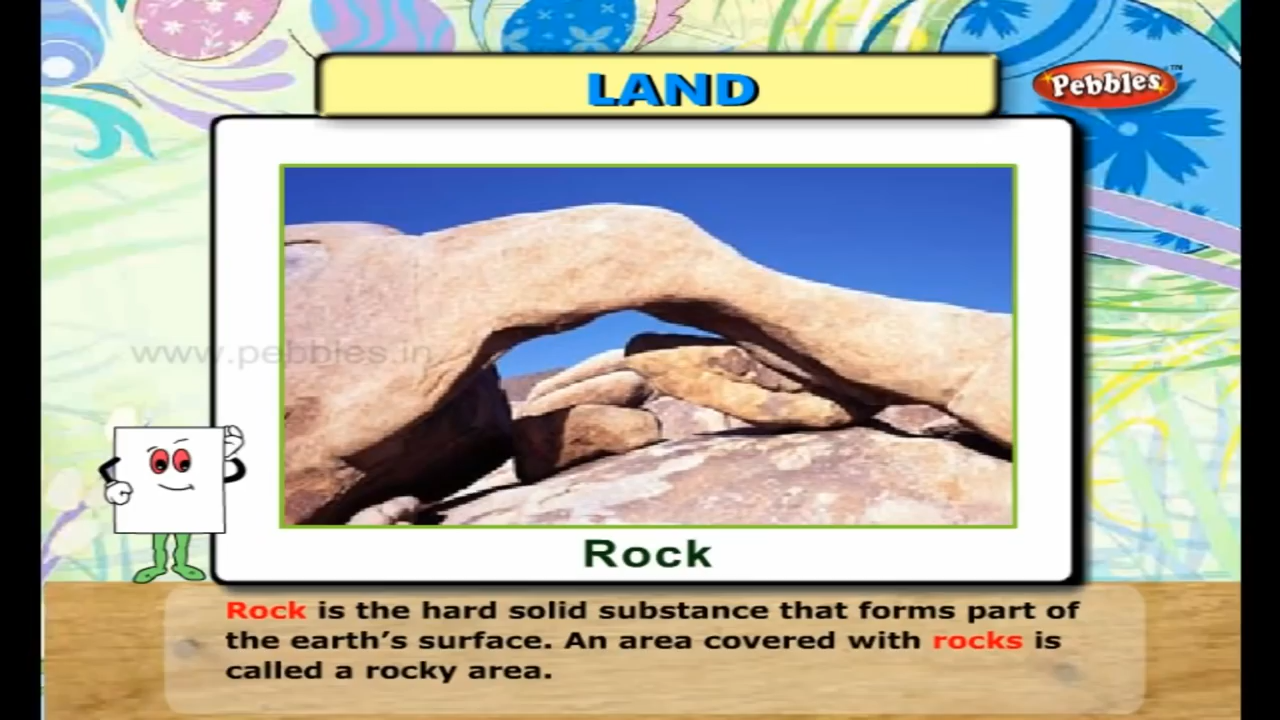 LAND
Pebbles™
www.pebbles.in
Rock
Rock is the hard solid substance that forms part of
the earth's surface. An area covered with rocks is
called a rocky area.